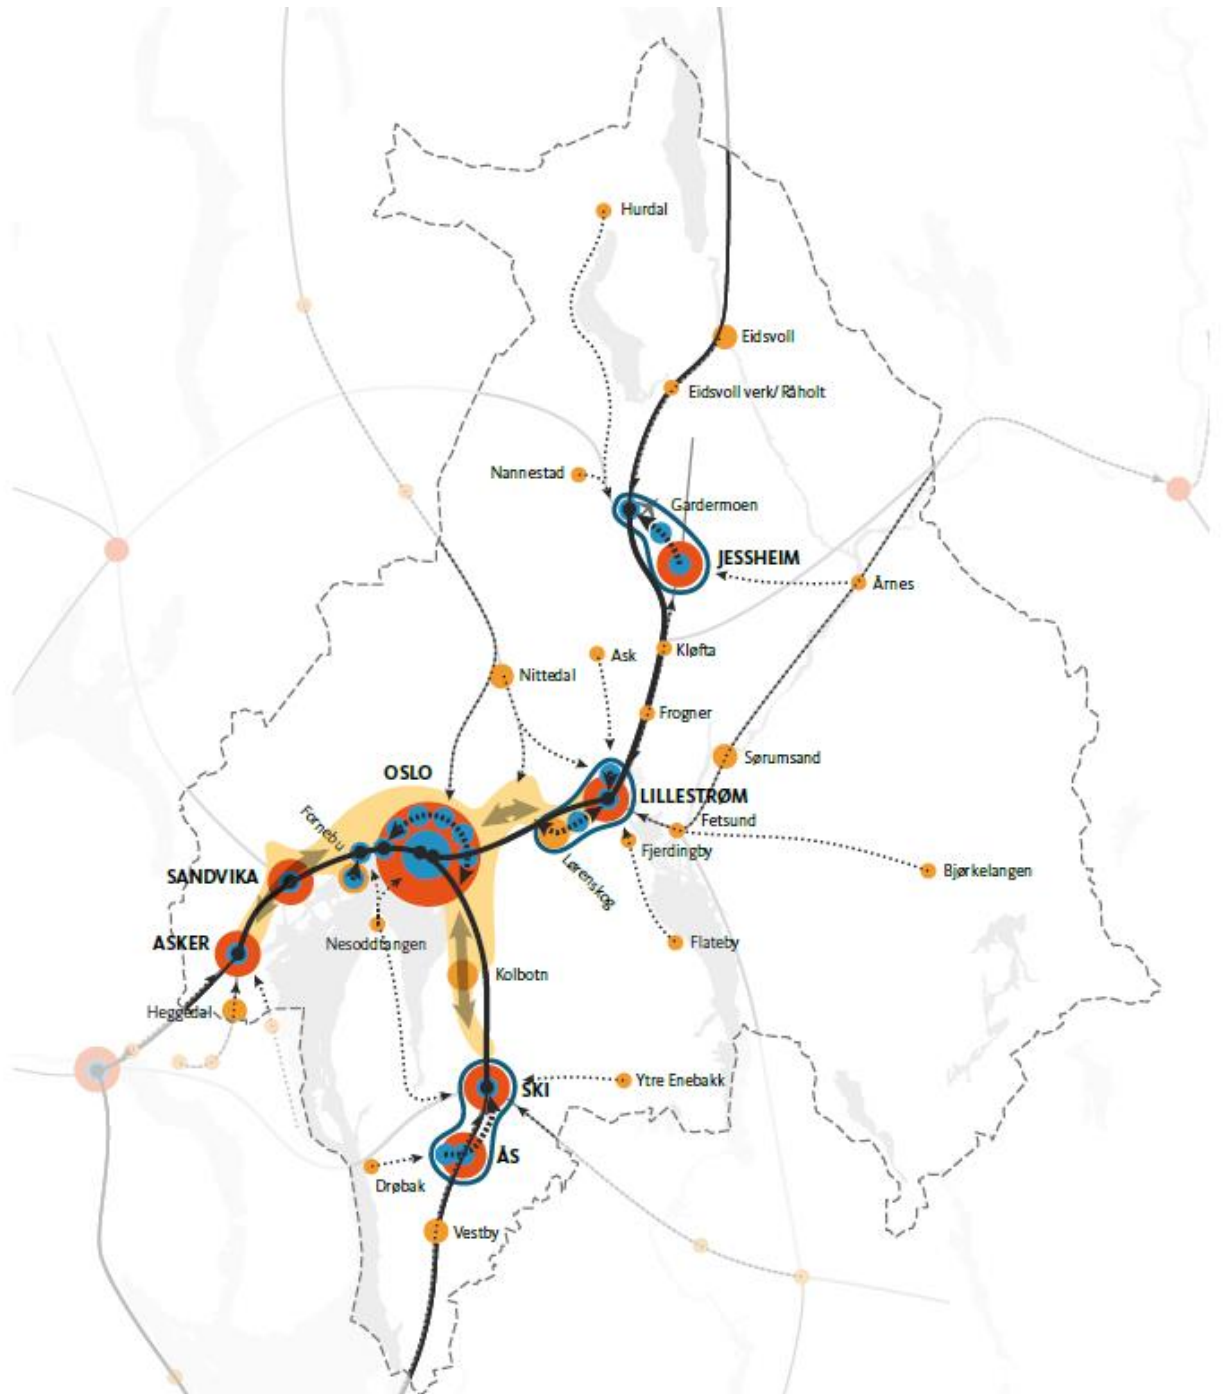 Hurdal
Eidsvoll
Eidsvoll verk/ Råholt
Nannestad
Gardermoen
JESSHEIM
Årnes
Ask
Kløfta
Nittedal
Frogner
Sørumsand
OSLO
LILLESTRØM
Fornebu
Fetsund
Fjerdingby
Lørenskog
Bjørkelangen
SANDVIKA
ASKER
Nesoddtangen
Flateby
Kolbotn
Heggedal
Ytre Enebakk
SKI
ÅS
Drøbak
Vestby